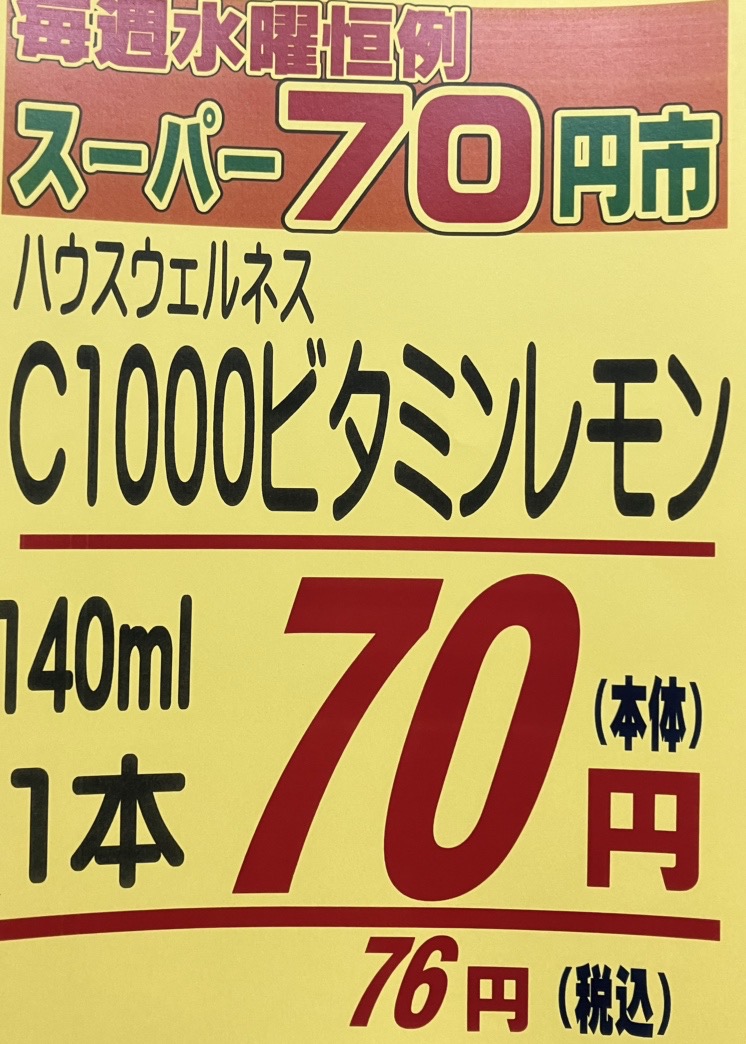 毎週水曜恒例
スーパー70円市
ハウスウェルネス
C1000ビタミンレモン
140ml
1本
70円(本体)
76円(税込)